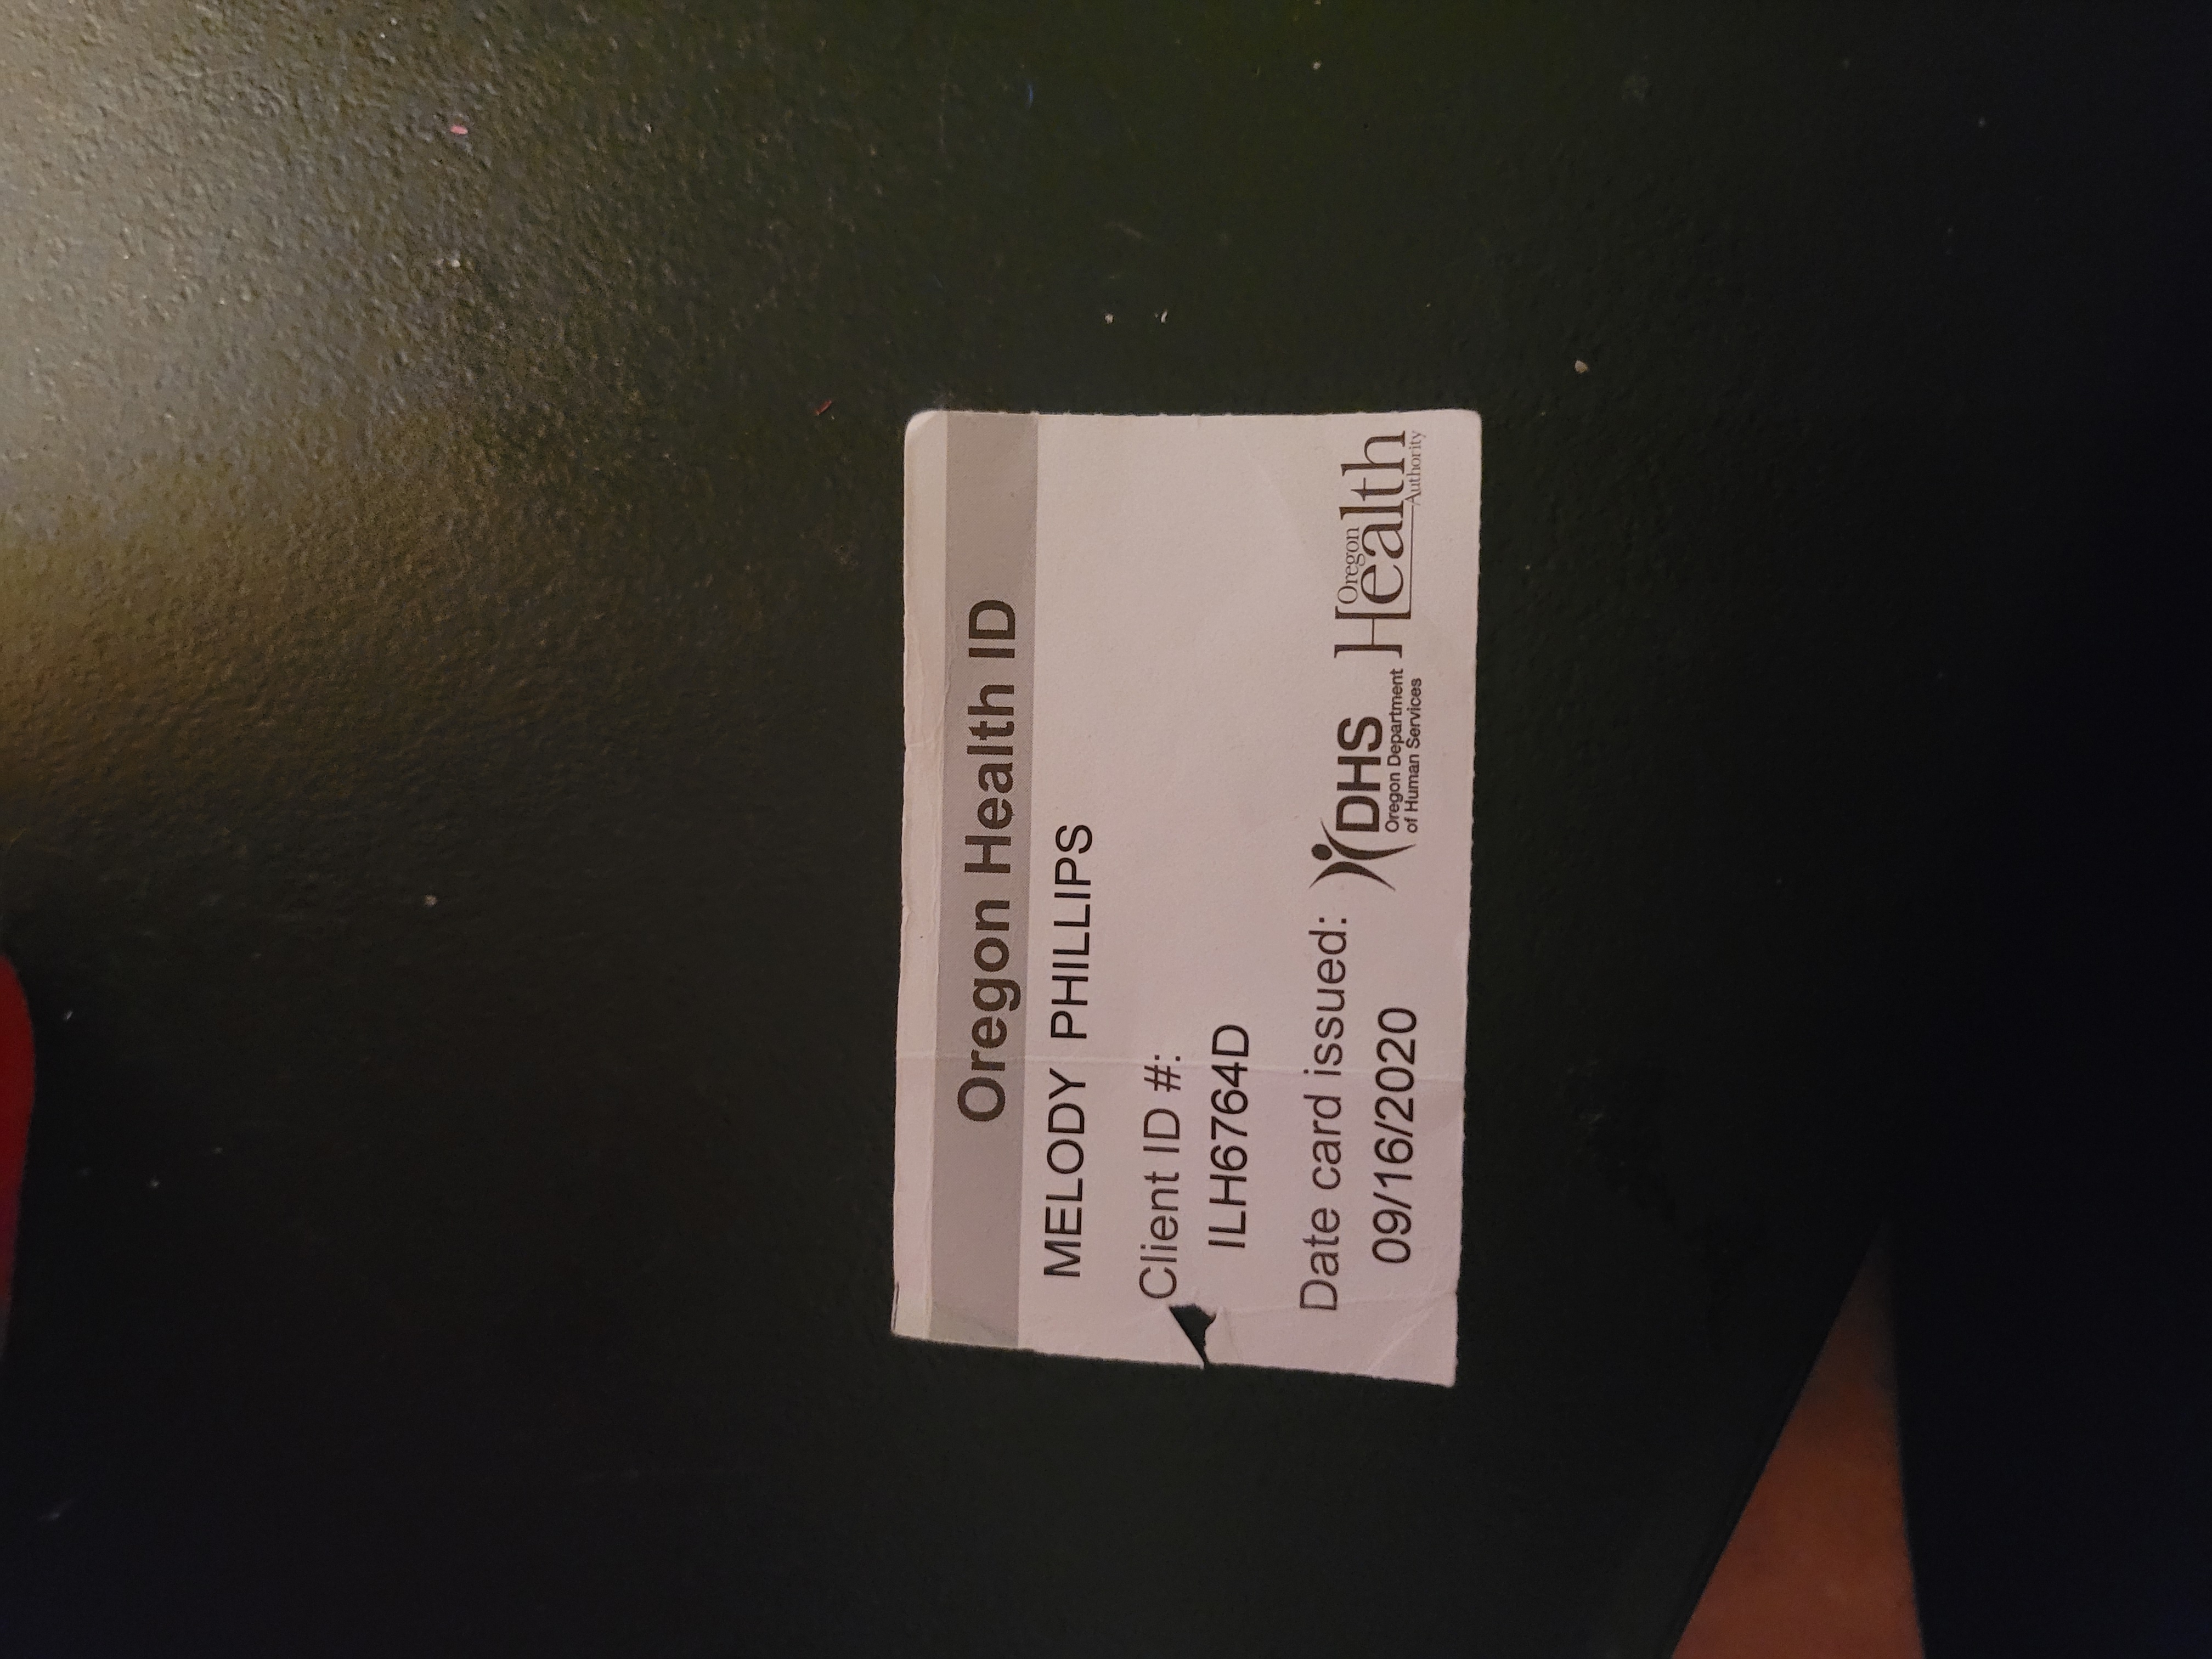 Oregon Health ID
MELODY PHILLIPS
Client ID #:
ILH6764D
Date card issued:
09/16/2020
DHS
Oregon Department
of Human Services
Oregon
Health
Authority